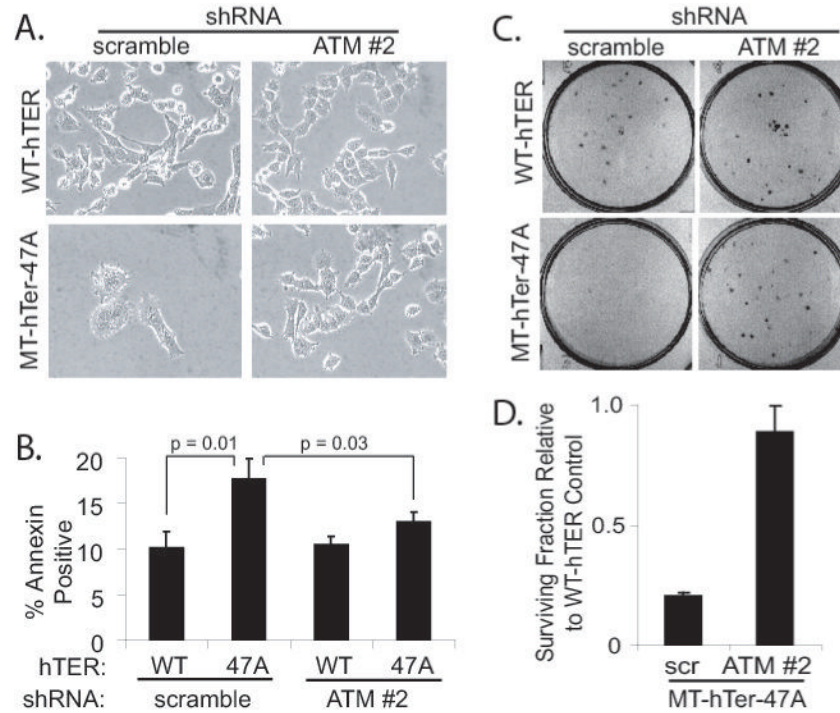 A.
shRNA
scramble
ATM #2
WT-hTER
MT-hTer-47A
B.
p = 0.01
p = 0.03
% Annexin
Positive
20
15
10
5
0
hTER:
WT
47A
WT
47A
shRNA:
scramble
ATM #2
C.
shRNA
scramble
ATM #2
WT-hTER
MT-hTer-47A
D.
Surviving Fraction Relative
to WT-hTER Control
1.0
0.5
0
scr
ATM #2
MT-hTer-47A